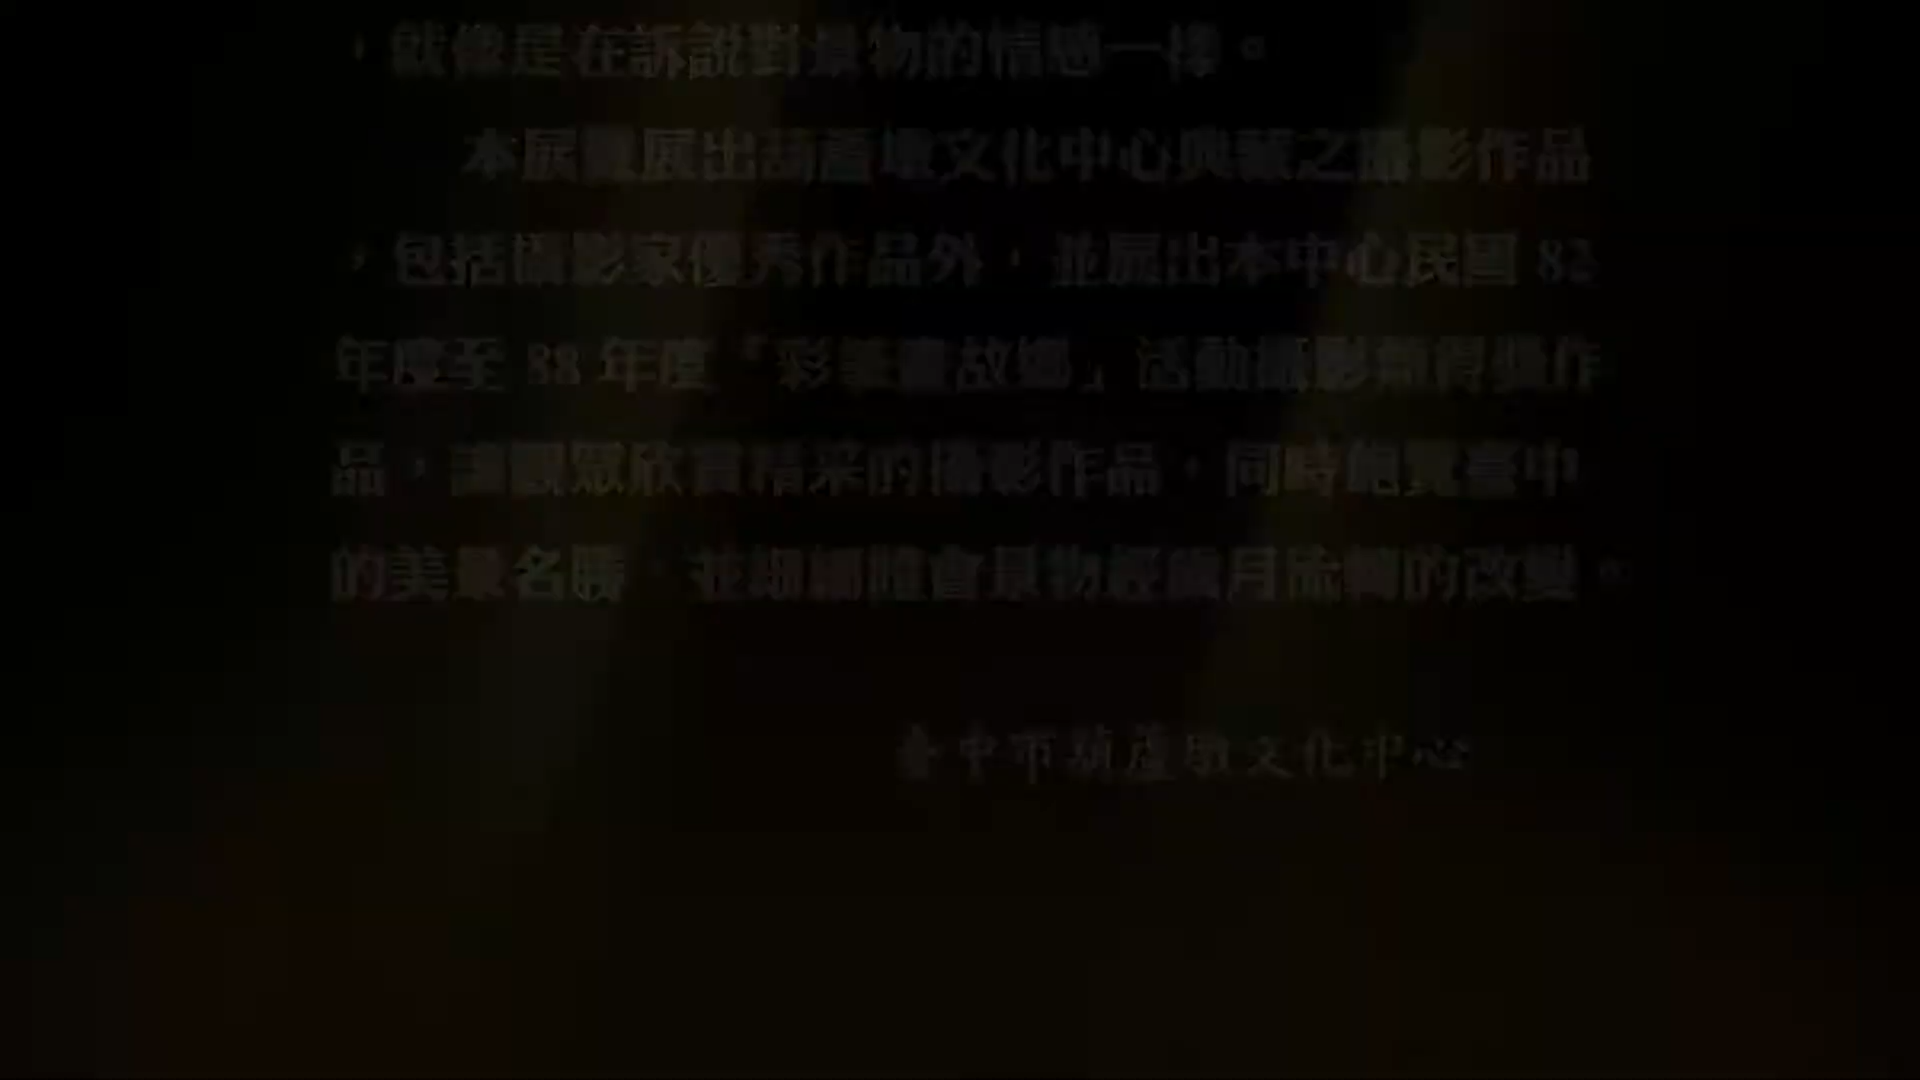 ，就像是在訴說對景物的情感一樣。
本展覽展出葫蘆墩文化中心典藏之攝影作品
，包括攝影家優秀作品外，並展出本中心民國 82
年度至 88 年度「彩筆畫故鄉」活動攝影類得獎作
品，讓觀眾欣賞精采的攝影作品，同時飽覽臺中
的美景名勝，並細細體會景物經歲月流轉的改變。
臺中市葫蘆墩文化中心